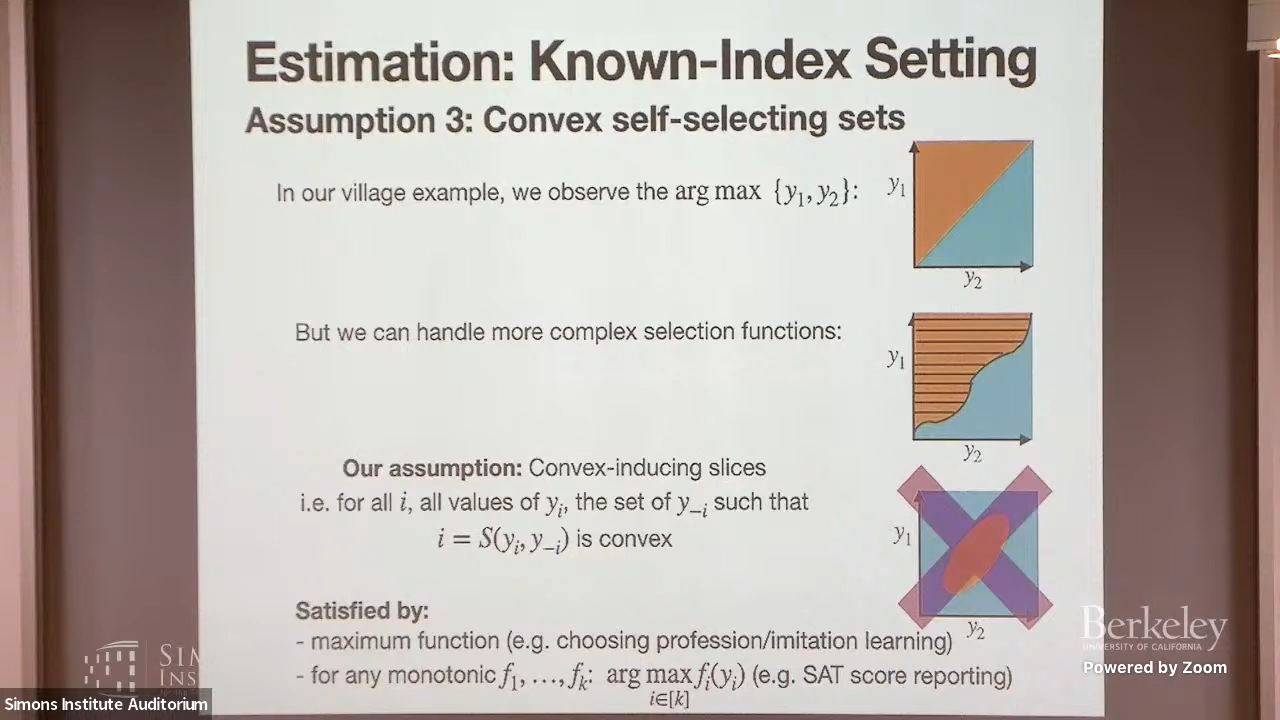 Estimation: Known-Index Setting
Assumption 3: Convex self-selecting sets
In our village example, we observe the arg max {y₁, y₂}:
y₁
y₂
But we can handle more complex selection functions:
y₁
y₂
Our assumption: Convex-inducing slices
i.e. for all i, all values of yᵢ, the set of y₋ᵢ such that
i = S(yᵢ, y₋ᵢ) is convex
y₁
y₂
Satisfied by:
- maximum function (e.g. choosing profession/imitation learning)
- for any monotonic f₁, …, fₖ: arg max fᵢ(yᵢ) (e.g. SAT score reporting)
i∈[k]
Berkeley
UNIVERSITY OF CALIFORNIA
Powered by Zoom
Simons Institute Auditorium